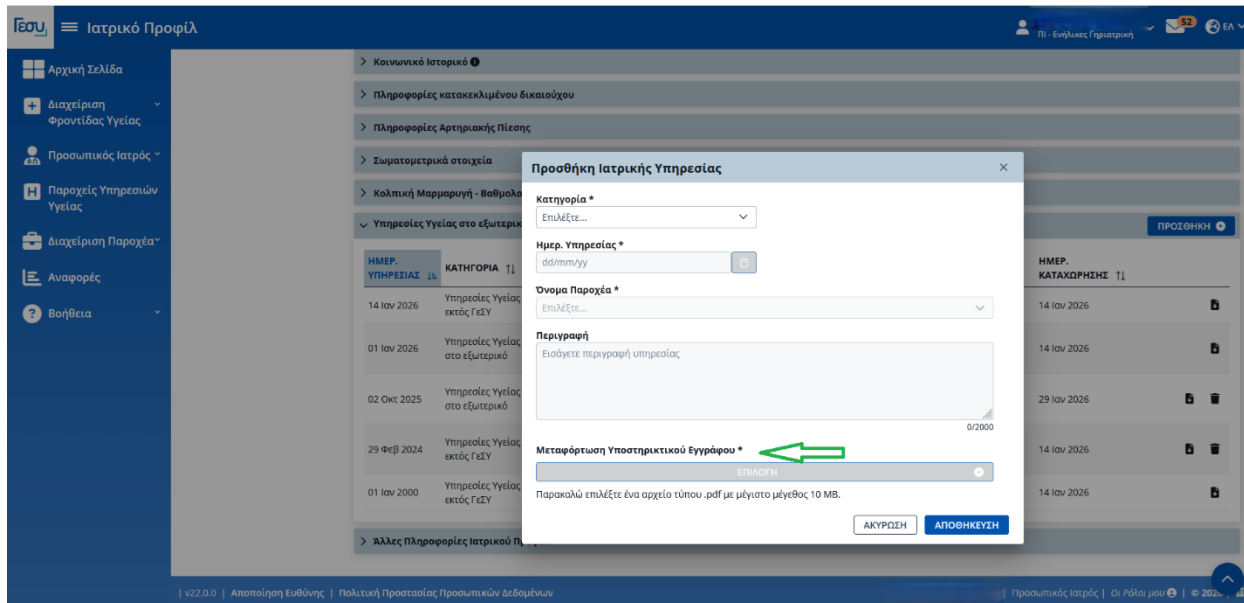 Γεσυ Ιατρικό Προφίλ
ΠΙ - Ενήλικες Γηριατρική
52
ΕΛ
Αρχική Σελίδα
Διαχείριση
Φροντίδας Υγείας
Προσωπικός Ιατρός
Παροχείς Υπηρεσιών
Υγείας
Διαχείριση Παροχέα
Αναφορές
Βοήθεια
Κοινωνικό Ιστορικό
Πληροφορίες κατακεκλιμένου δικαιούχου
Πληροφορίες Αρτηριακής Πίεσης
Σωματομετρικά στοιχεία
Κολπική Μαρμαρυγή - Βαθμολο
Υπηρεσίες Υγείας στο εξωτερικ
ΠΡΟΣΘΗΚΗ
ΗΜΕΡ.
ΥΠΗΡΕΣΙΑΣ
ΚΑΤΗΓΟΡΙΑ
ΗΜΕΡ.
ΚΑΤΑΧΩΡΗΣΗΣ
14 Ιαν 2026
Υπηρεσίες Υγείας
εκτός ΓεΣΥ
14 Ιαν 2026
01 Ιαν 2026
Υπηρεσίες Υγείας
στο εξωτερικό
14 Ιαν 2026
02 Οκτ 2025
Υπηρεσίες Υγείας
στο εξωτερικό
29 Ιαν 2026
29 Φεβ 2024
Υπηρεσίες Υγείας
εκτός ΓεΣΥ
14 Ιαν 2026
01 Ιαν 2000
Υπηρεσίες Υγείας
εκτός ΓεΣΥ
14 Ιαν 2026
Άλλες Πληροφορίες Ιατρικού
Προσθήκη Ιατρικής Υπηρεσίας
Κατηγορία *
Επιλέξτε...
Ημερ. Υπηρεσίας *
dd/mm/yy
Όνομα Παροχέα *
Επιλέξτε...
Περιγραφή
Εισάγετε περιγραφή υπηρεσίας
0/2000
Μεταφόρτωση Υποστηρικτικού Εγγράφου *
ΕΠΙΛΟΓΗ
Παρακαλώ επιλέξτε ένα αρχείο τύπου .pdf με μέγιστο μέγεθος 10 MB.
ΑΚΥΡΩΣΗ
ΑΠΟΘΗΚΕΥΣΗ
| v22.0.0 | Αποποίηση Ευθύνης | Πολιτική Προστασίας Προσωπικών Δεδομένων
| Προσωπικός Ιατρός | Οι Ρόλοι μου | ©